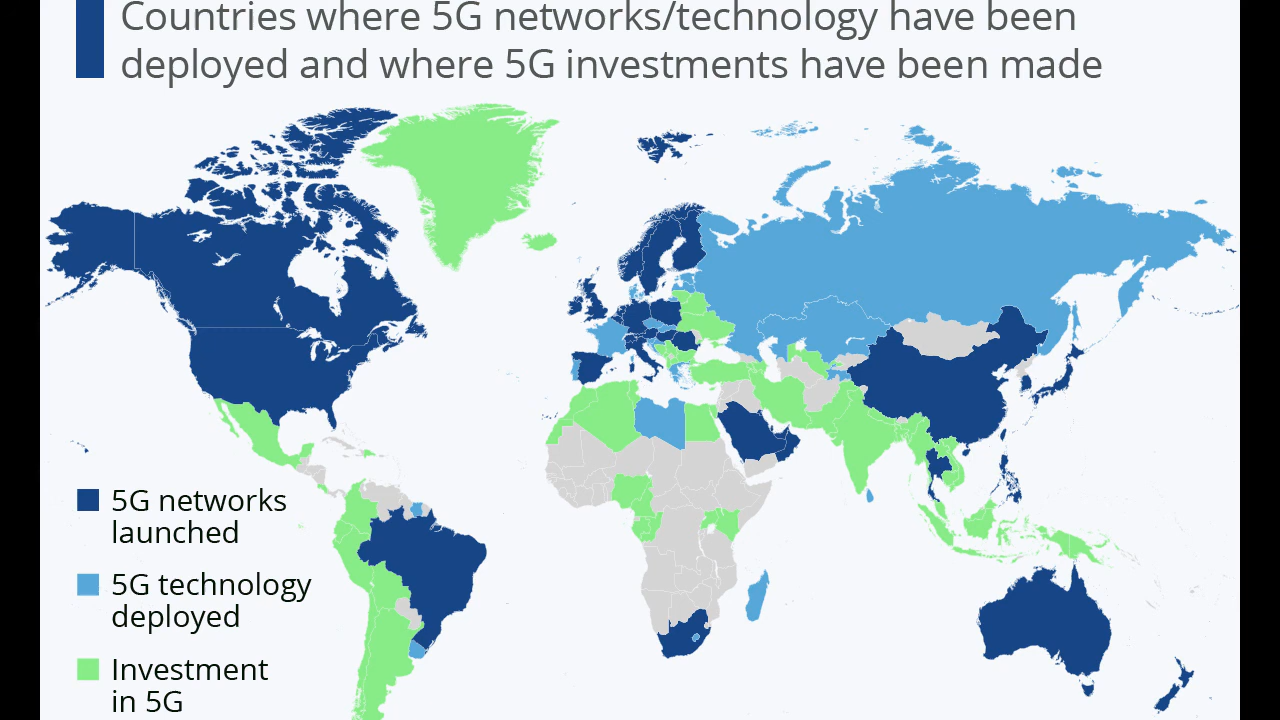 Countries where 5G networks/technology have been
deployed and where 5G investments have been made
5G networks
launched
5G technology
deployed
Investment
in 5G